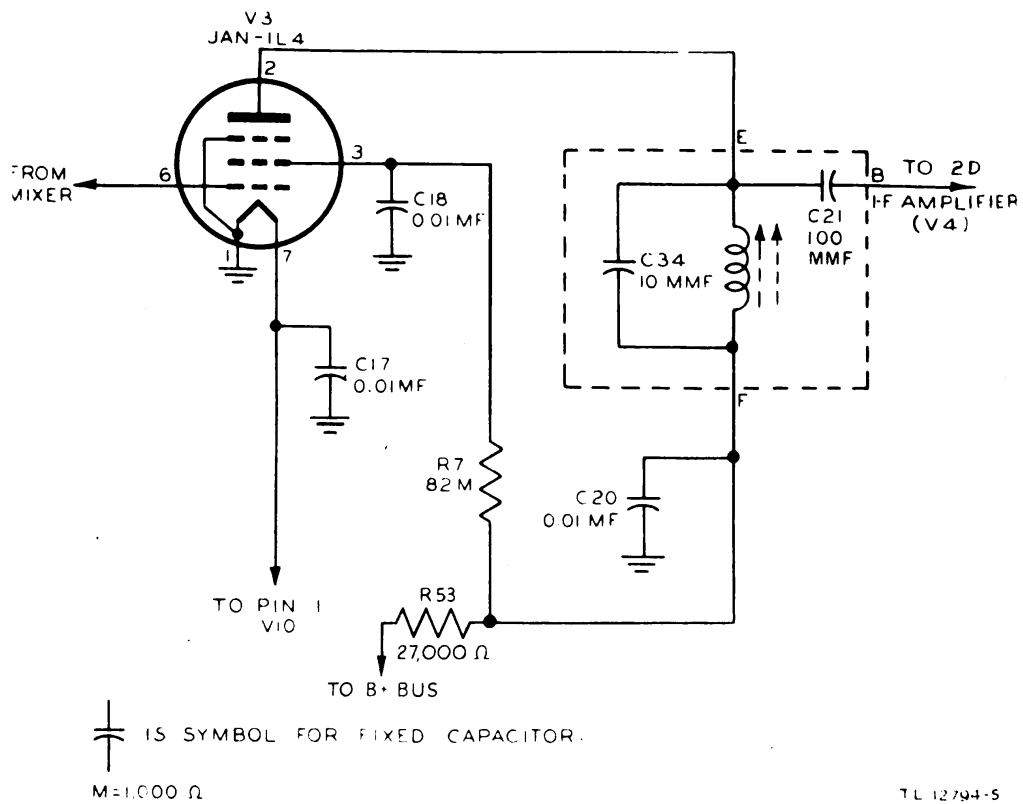 V3
JAN-1L4
2
3
6
1
7
FROM
MIXER
C18
0.01MF
C17
0.01MF
TO PIN 1
V10
R7
82M
R53
27,000 Ω
TO B+ BUS
E
B
TO 2D
I-F AMPLIFIER
(V4)
C21
100
MMF
C34
10 MMF
F
C20
0.01 MF
IS SYMBOL FOR FIXED CAPACITOR.
M=1,000 Ω
TL 12794-S